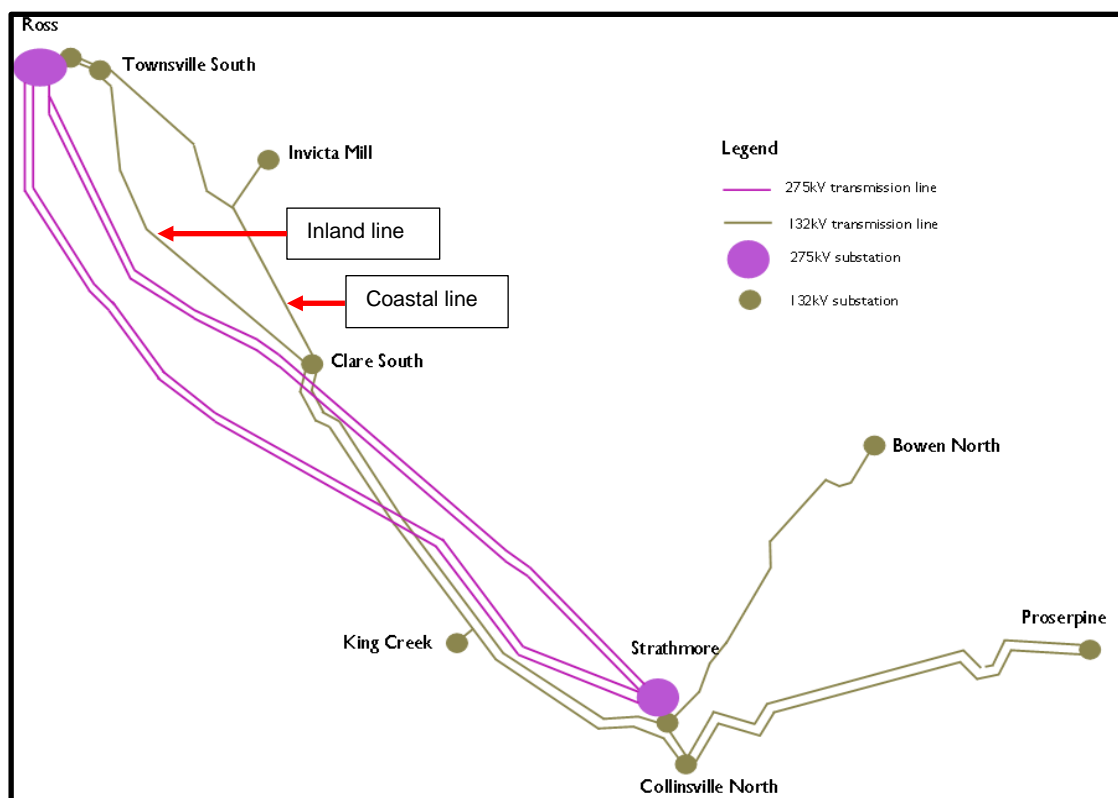 Ross
Townsville South
Invicta Mill
Legend
275kV transmission line
132kV transmission line
275kV substation
132kV substation
Inland line
Coastal line
Clare South
Bowen North
King Creek
Strathmore
Proserpine
Collinsville North